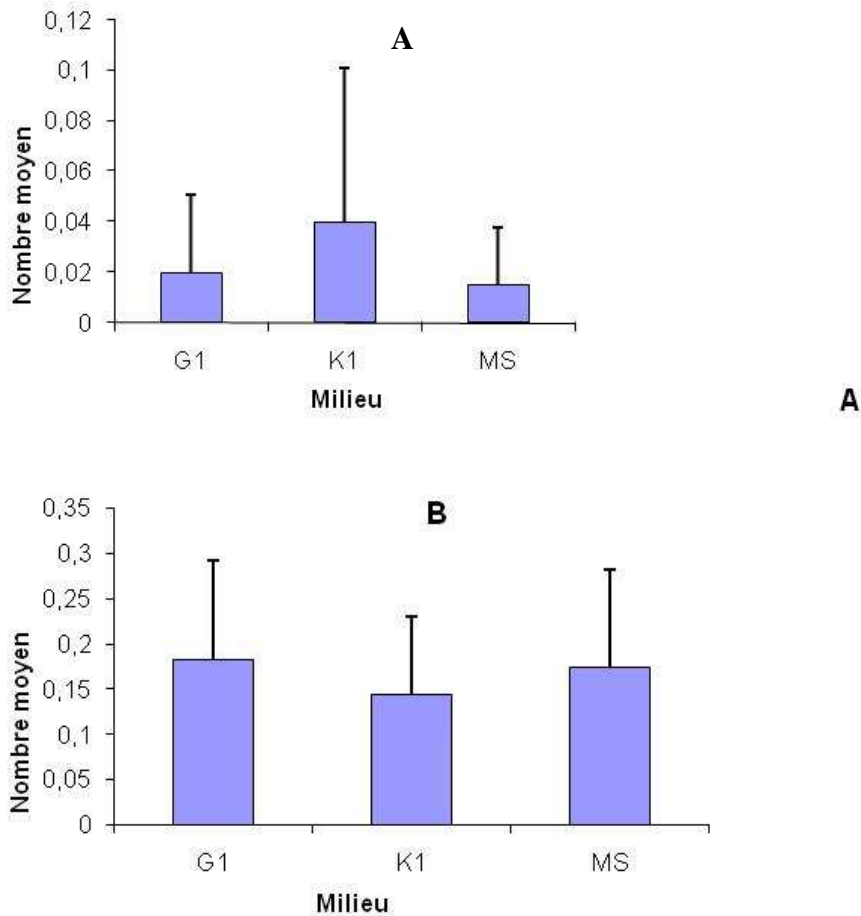 A
0,12
0,1
0,08
0,06
0,04
0,02
0
Nombre moyen
G1 K1 MS
Milieu
A
B
0,35
0,3
0,25
0,2
0,15
0,1
0,05
0
Nombre moyen
G1 K1 MS
Milieu